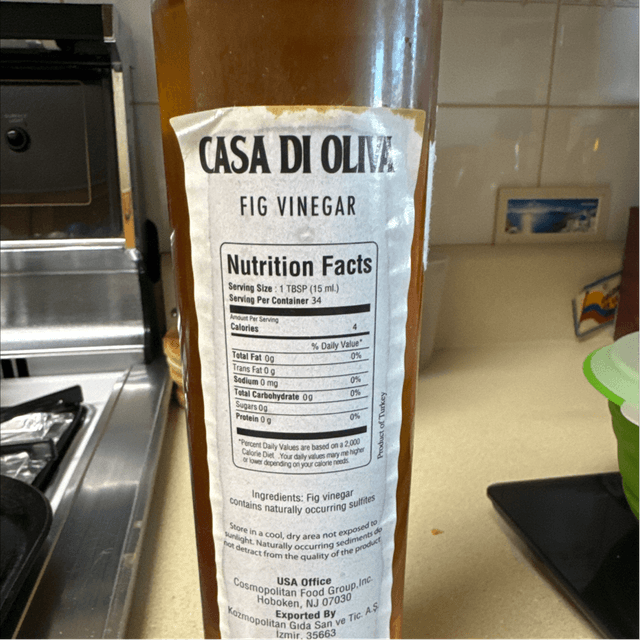 CASA DI OLIVA
FIG VINEGAR
Nutrition Facts
Serving Size : 1 TBSP (15 ml.)
Serving Per Container 34
Amount Per Serving
Calories 4
% Daily Value*
Total Fat 0g 0%
Trans Fat 0 g
Sodium 0 mg 0%
Total Carbohydrate 0g 0%
Sugars 0g
Protein 0 g 0%
*Percent Daily Values are based on a 2,000
Calorie Diet .Your daily values mary me higher
or lower depending on your calorie needs.
Product of Turkey
Ingredients: Fig vinegar
contains naturally occurring sulfites
Store in a cool, dry area not exposed to
sunlight. Naturally occurring sediments do
not detract from the quality of the product
USA Office
Cosmopolitan Food Group,Inc.
Hoboken, NJ 07030
Exported By
Kozmopolitan Gıda San ve Tic. A.Ş.
Izmir, 35663